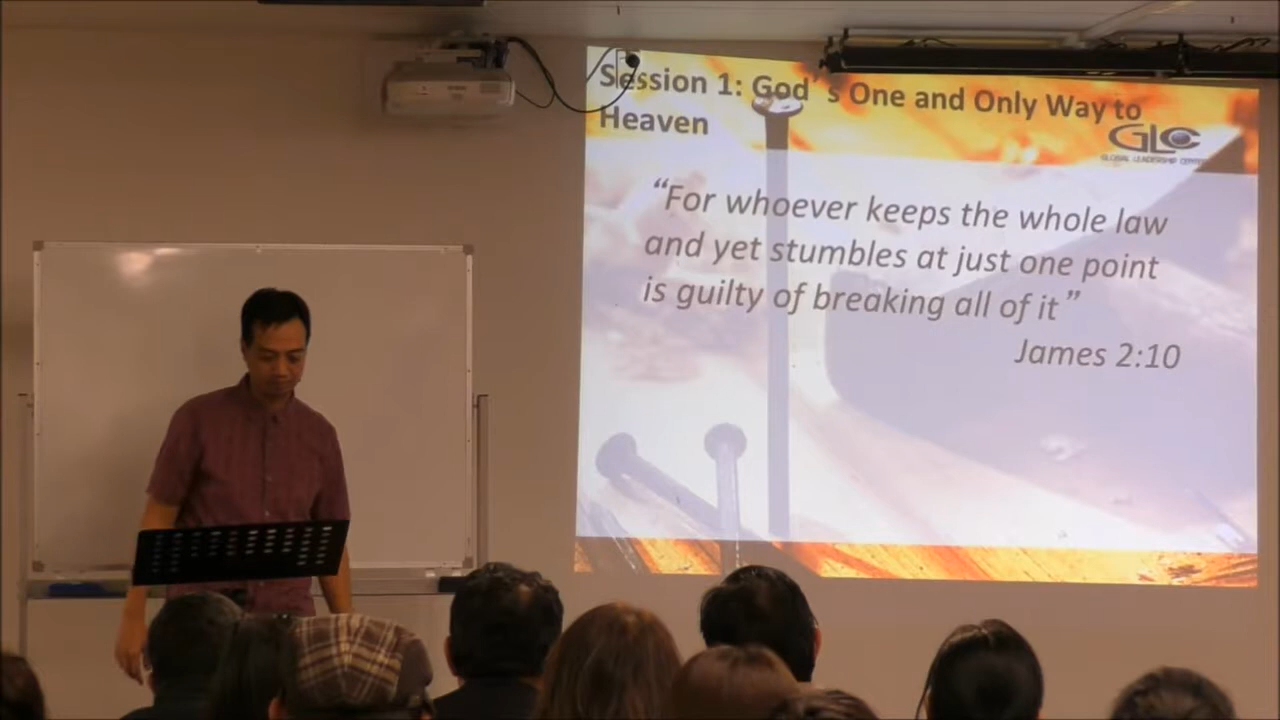 Session 1: God's One and Only Way to
Heaven
GLC
GLOBAL LEADERSHIP CENTER
“For whoever keeps the whole law
and yet stumbles at just one point
is guilty of breaking all of it”
James 2:10